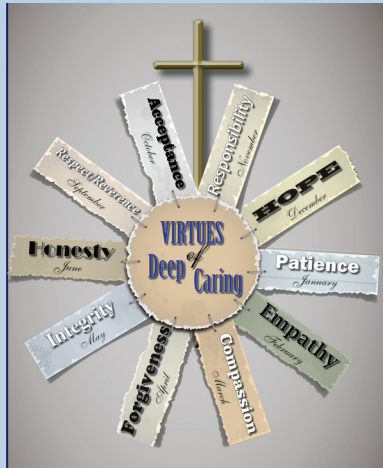 VIRTUES
of
Deep Caring
Acceptance
October
Responsibility
November
HOPE
December
Patience
January
Empathy
February
Compassion
March
Forgiveness
April
Integrity
May
Honesty
June
Respect/Reverence
September